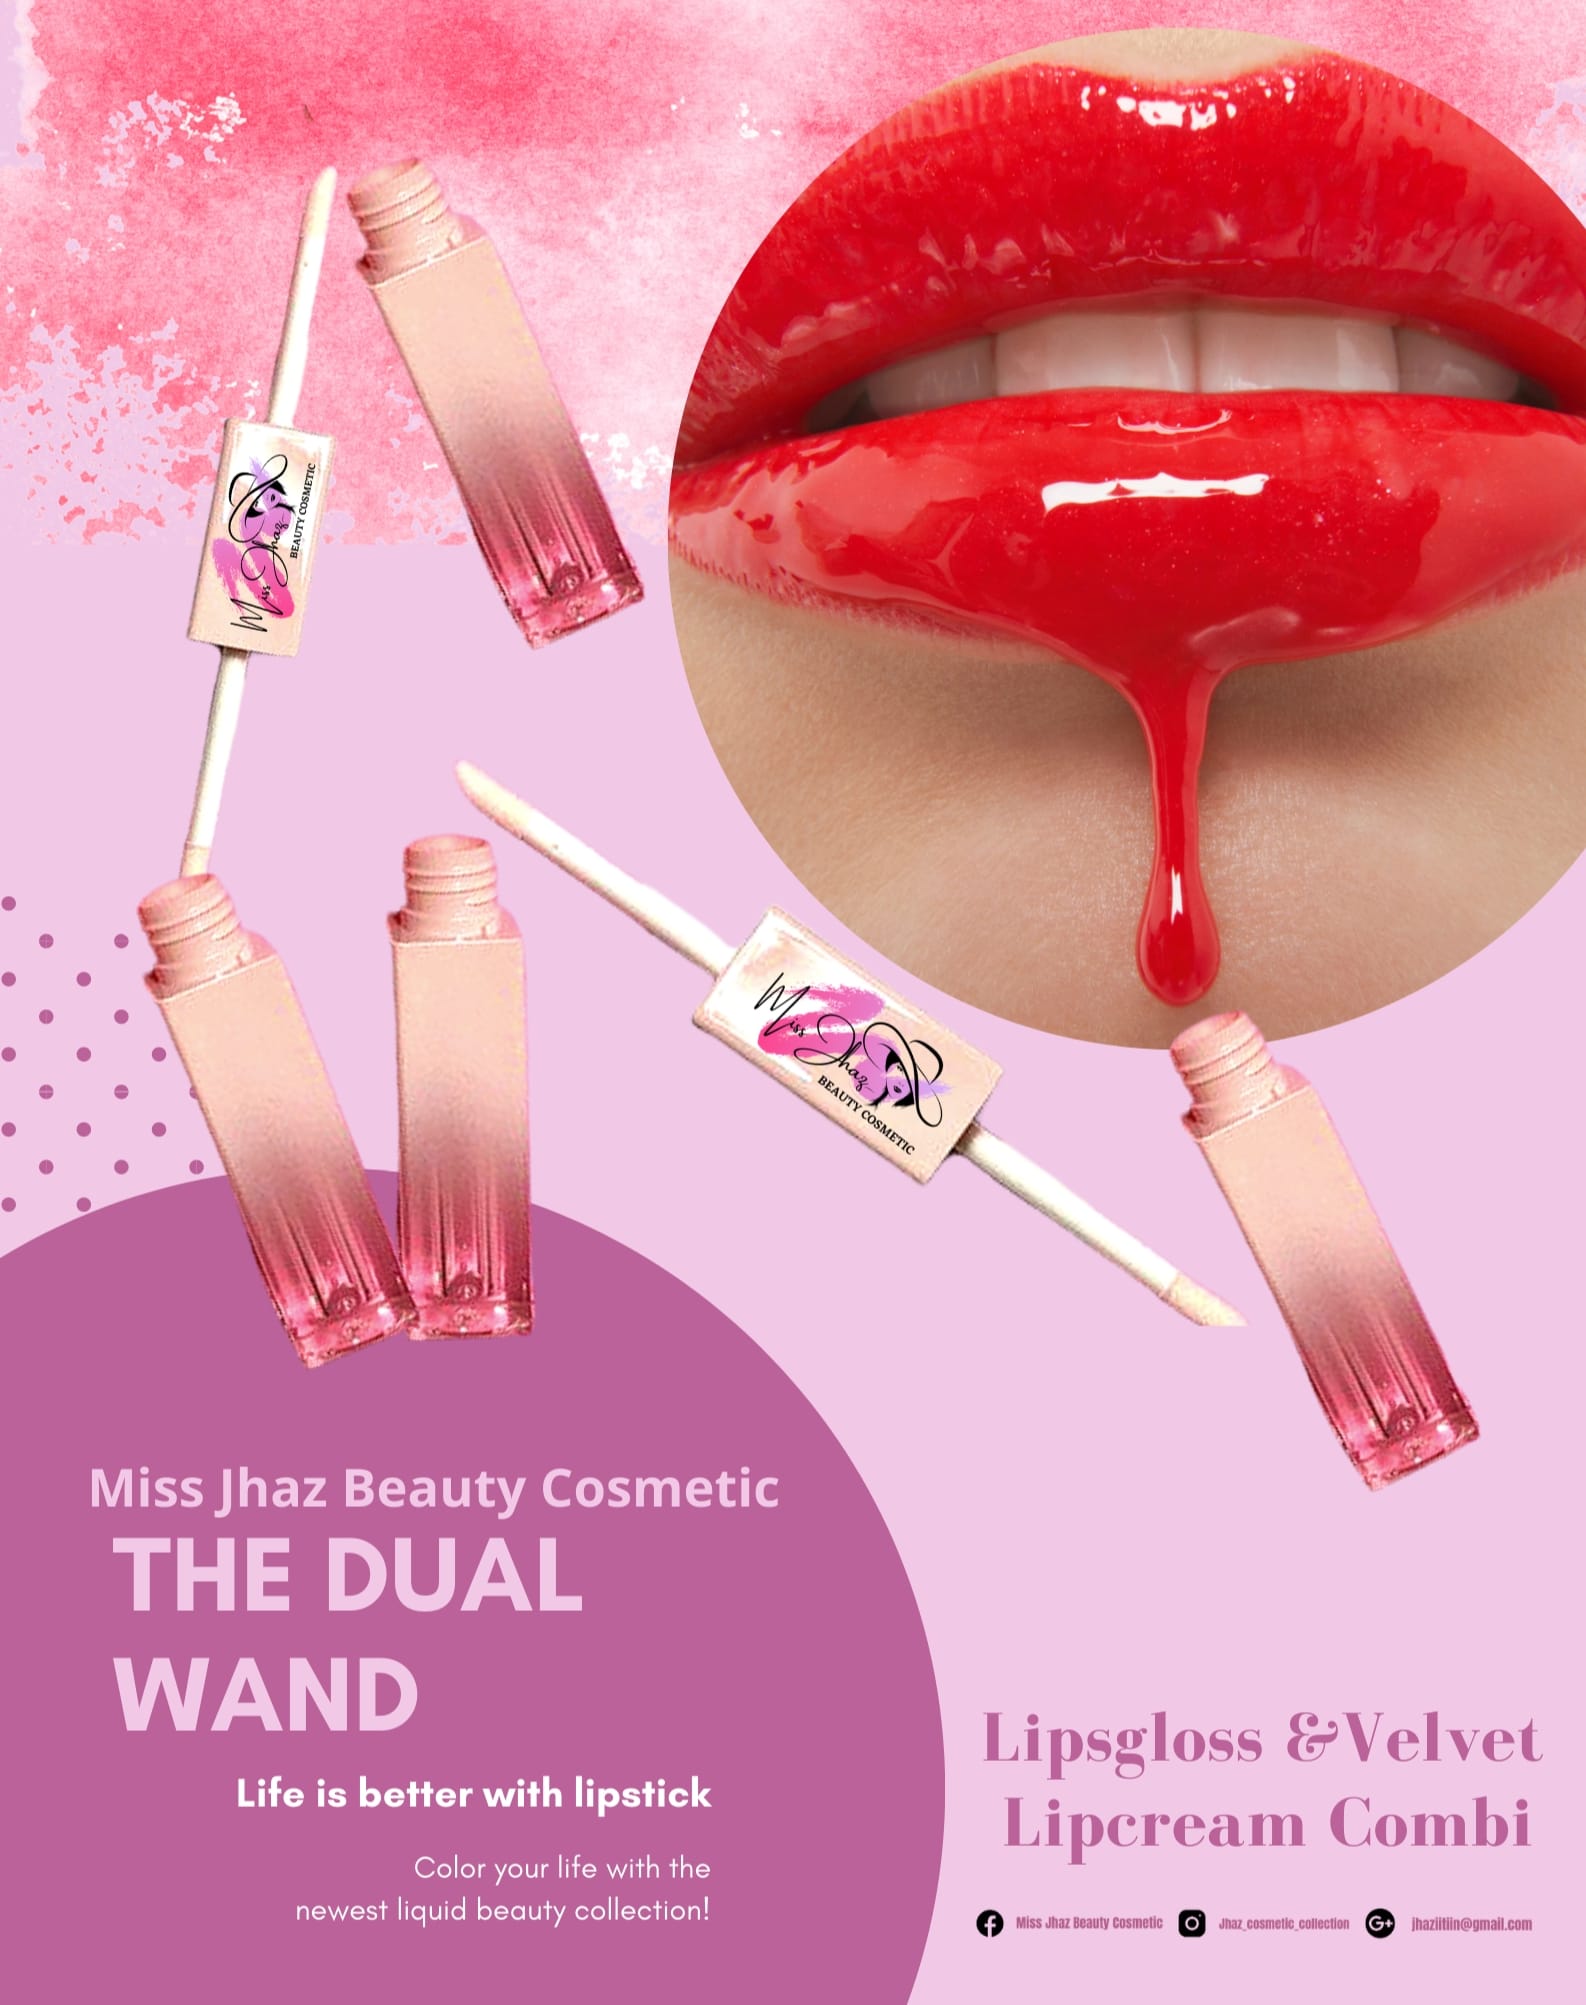 Miss Jhaz
BEAUTY COSMETIC
Miss Jhaz
BEAUTY COSMETIC
Miss Jhaz Beauty Cosmetic
THE DUAL
WAND
Life is better with lipstick
Color your life with the
newest liquid beauty collection!
Lipsgloss &Velvet
Lipcream Combi
Miss Jhaz Beauty Cosmetic Jhaz_cosmetic_collection G+ jhaziltiin@gmail.com